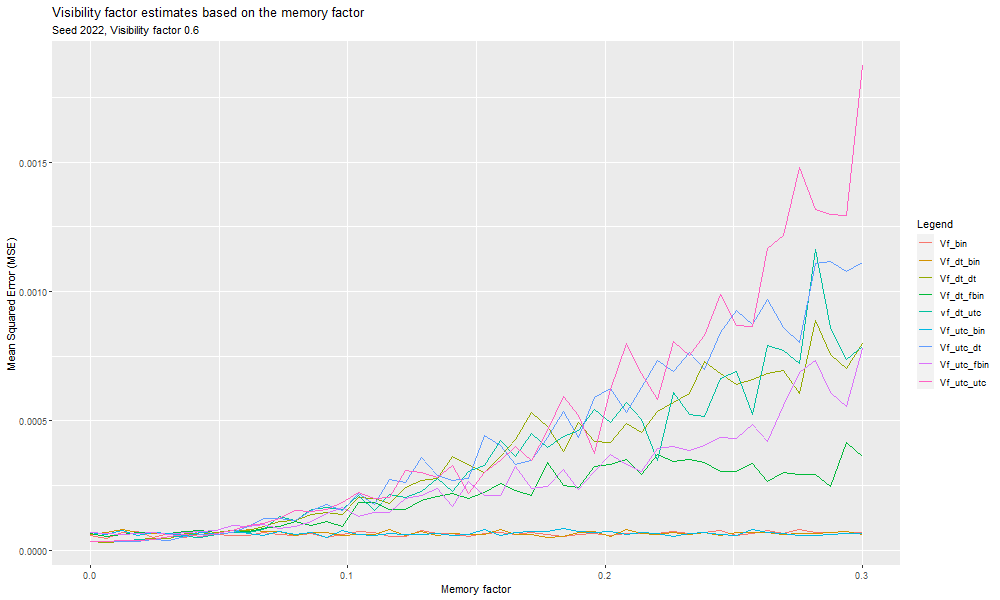 Visibility factor estimates based on the memory factor
Seed 2022, Visibility factor 0.6
Mean Squared Error (MSE)
0.0015
0.0010
0.0005
0.0000
0.0
0.1
0.2
0.3
Memory factor
Legend
Vf_bin
Vf_dt_bin
Vf_dt_dt
Vf_dt_fbin
vf_dt_utc
Vf_utc_bin
Vf_utc_dt
Vf_utc_fbin
Vf_utc_utc